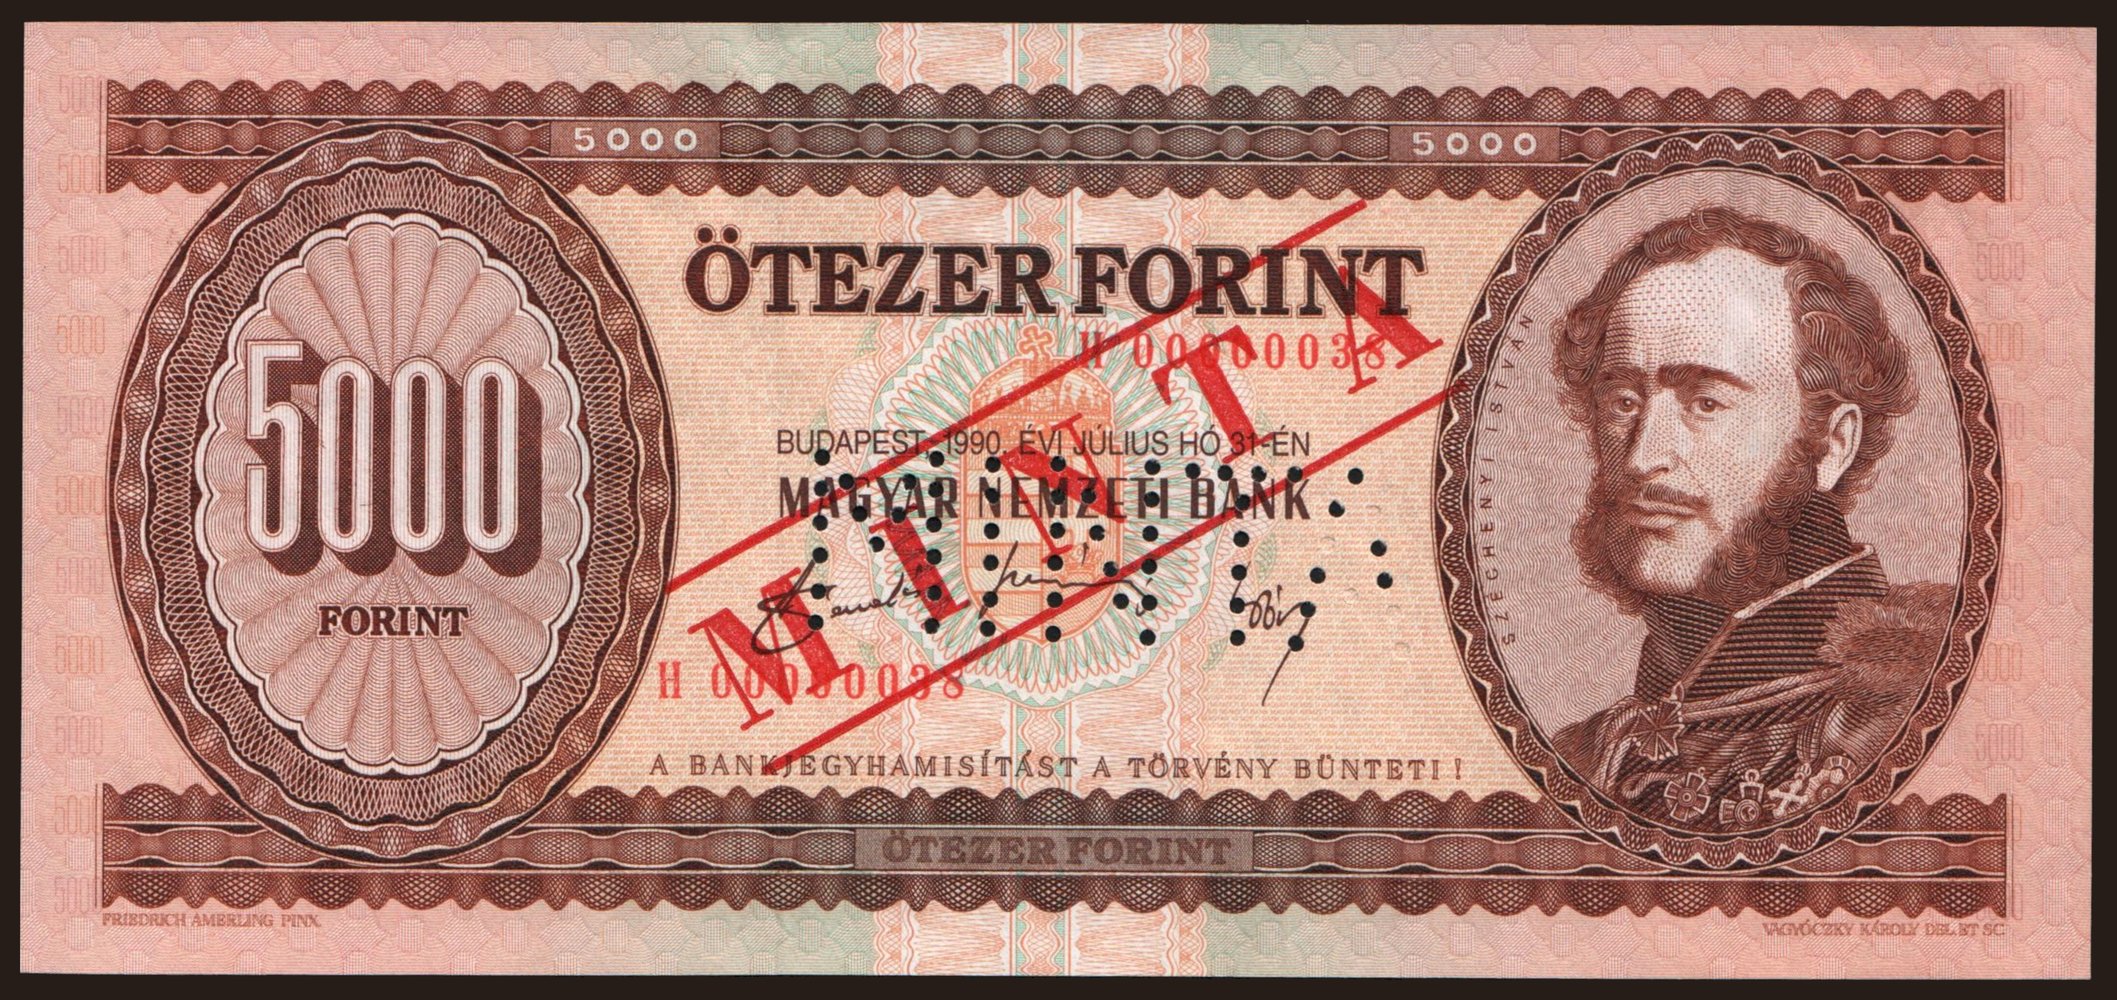 5000 5000
ÖTEZER FORINT
H 00000038
5000
FORINT
BUDAPEST, 1990. ÉVI JÚLIUS HÓ 31-ÉN
MAGYAR NEMZETI BANK
MINTA
MINTA
SZÉCHENYI ISTVÁN
H 00000038
A BANKJEGYHAMISÍTÁST A TÖRVÉNY BÜNTETI!
ÖTEZER FORINT
FRIEDRICH AMERLING PINX.
VAGYÓCZKY KÁROLY DEL. ET SC.